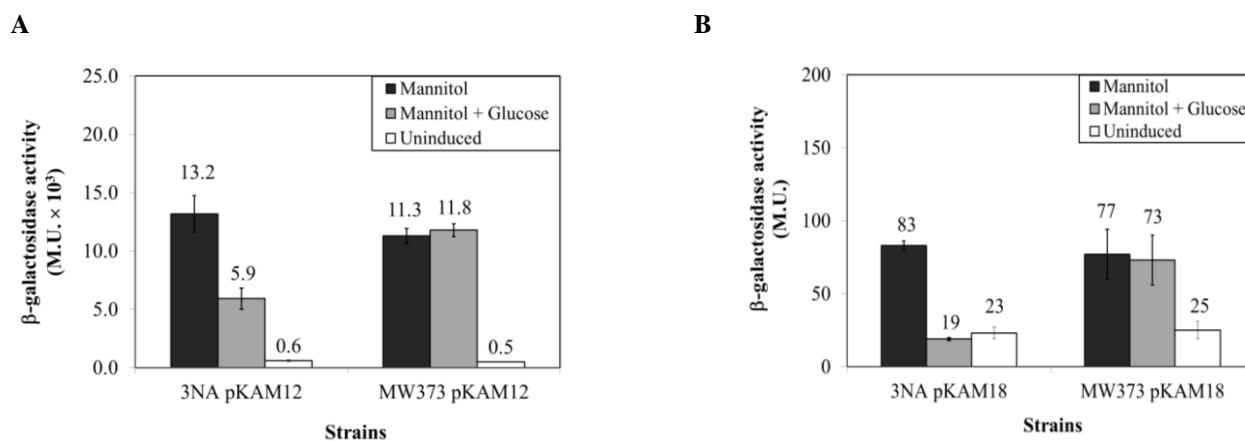 A
β-galactosidase activity
(M.U. × 10³)
25.0
20.0
15.0
10.0
5.0
0.0
Mannitol
Mannitol + Glucose
Uninduced
13.2
5.9
0.6
11.3
11.8
0.5
3NA pKAM12
MW373 pKAM12
Strains
B
β-galactosidase activity
(M.U.)
200
150
100
50
0
Mannitol
Mannitol + Glucose
Uninduced
83
19
23
77
73
25
3NA pKAM18
MW373 pKAM18
Strains